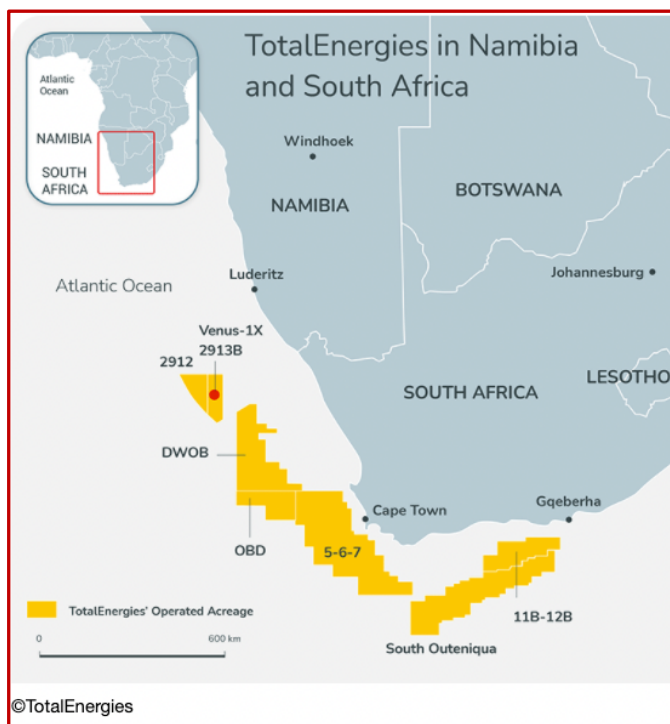 TotalEnergies in Namibia
and South Africa
Atlantic
Ocean
NAMIBIA
SOUTH
AFRICA
Windhoek
NAMIBIA
BOTSWANA
Atlantic Ocean
Luderitz
Johannesburg
Venus-1X
2912 2913B
SOUTH AFRICA
LESOTHO
DWOB
Cape Town
Gqeberha
OBD
5-6-7
TotalEnergies' Operated Acreage
11B-12B
0 600 km
South Outeniqua
©TotalEnergies